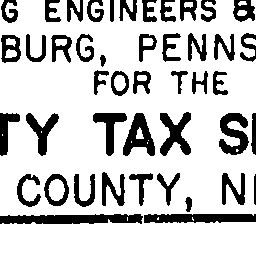 G ENGINEERS &
BURG, PENNS
FOR THE
TY TAX S
COUNTY, N